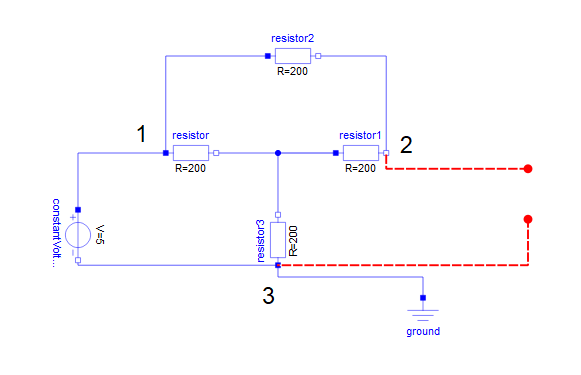 resistor2
R=200
1
resistor
R=200
resistor1
R=200
2
constantVolt...
V=5
resistor3
R=200
3
ground